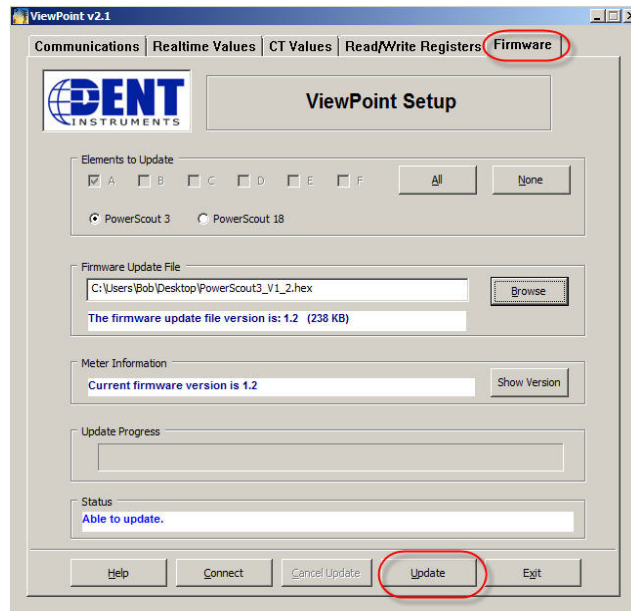 ViewPoint v2.1
Communications Realtime Values CT Values Read/Write Registers Firmware
DENT
INSTRUMENTS
ViewPoint Setup
Elements to Update
A B C D E F All None
PowerScout 3 PowerScout 18
Firmware Update File
C:\Users\Bob\Desktop\PowerScout3_V1_2.hex Browse
The firmware update file version is: 1.2 (238 KB)
Meter Information
Current firmware version is 1.2 Show Version
Update Progress
Status
Able to update.
Help Connect Cancel Update Update Exit